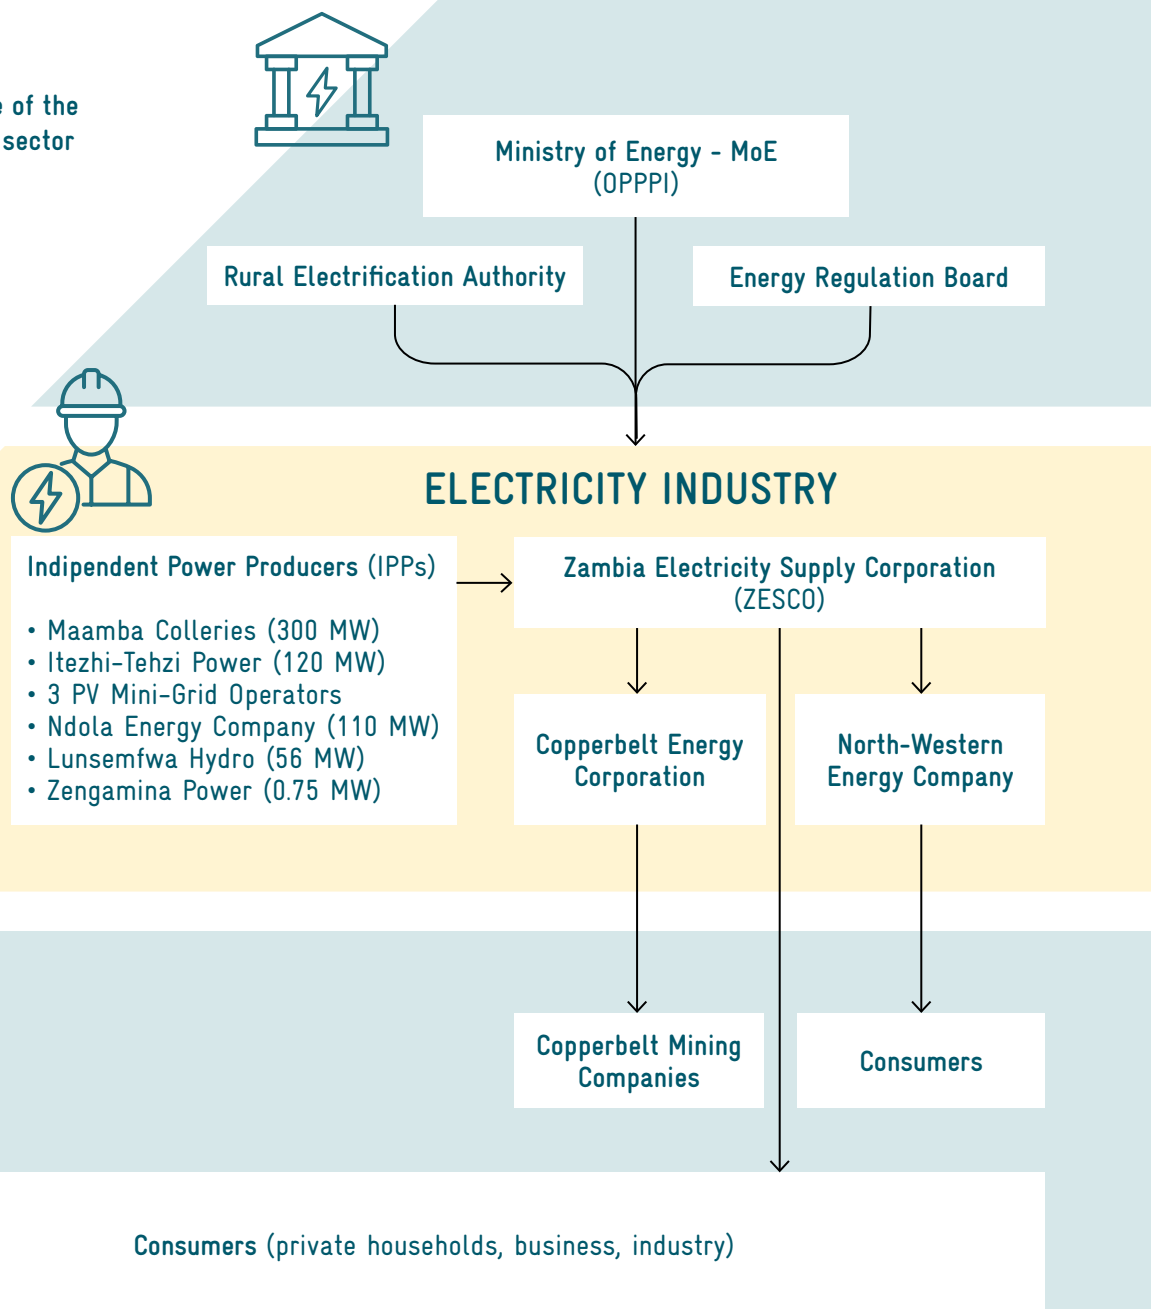 of the
sector
Ministry of Energy - MoE
(OPPPI)
Rural Electrification Authority
Energy Regulation Board
ELECTRICITY INDUSTRY
Indipendent Power Producers (IPPs)
• Maamba Colleries (300 MW)
• Itezhi-Tehzi Power (120 MW)
• 3 PV Mini-Grid Operators
• Ndola Energy Company (110 MW)
• Lunsemfwa Hydro (56 MW)
• Zengamina Power (0.75 MW)
Zambia Electricity Supply Corporation
(ZESCO)
Copperbelt Energy
Corporation
North-Western
Energy Company
Copperbelt Mining
Companies
Consumers
Consumers (private households, business, industry)